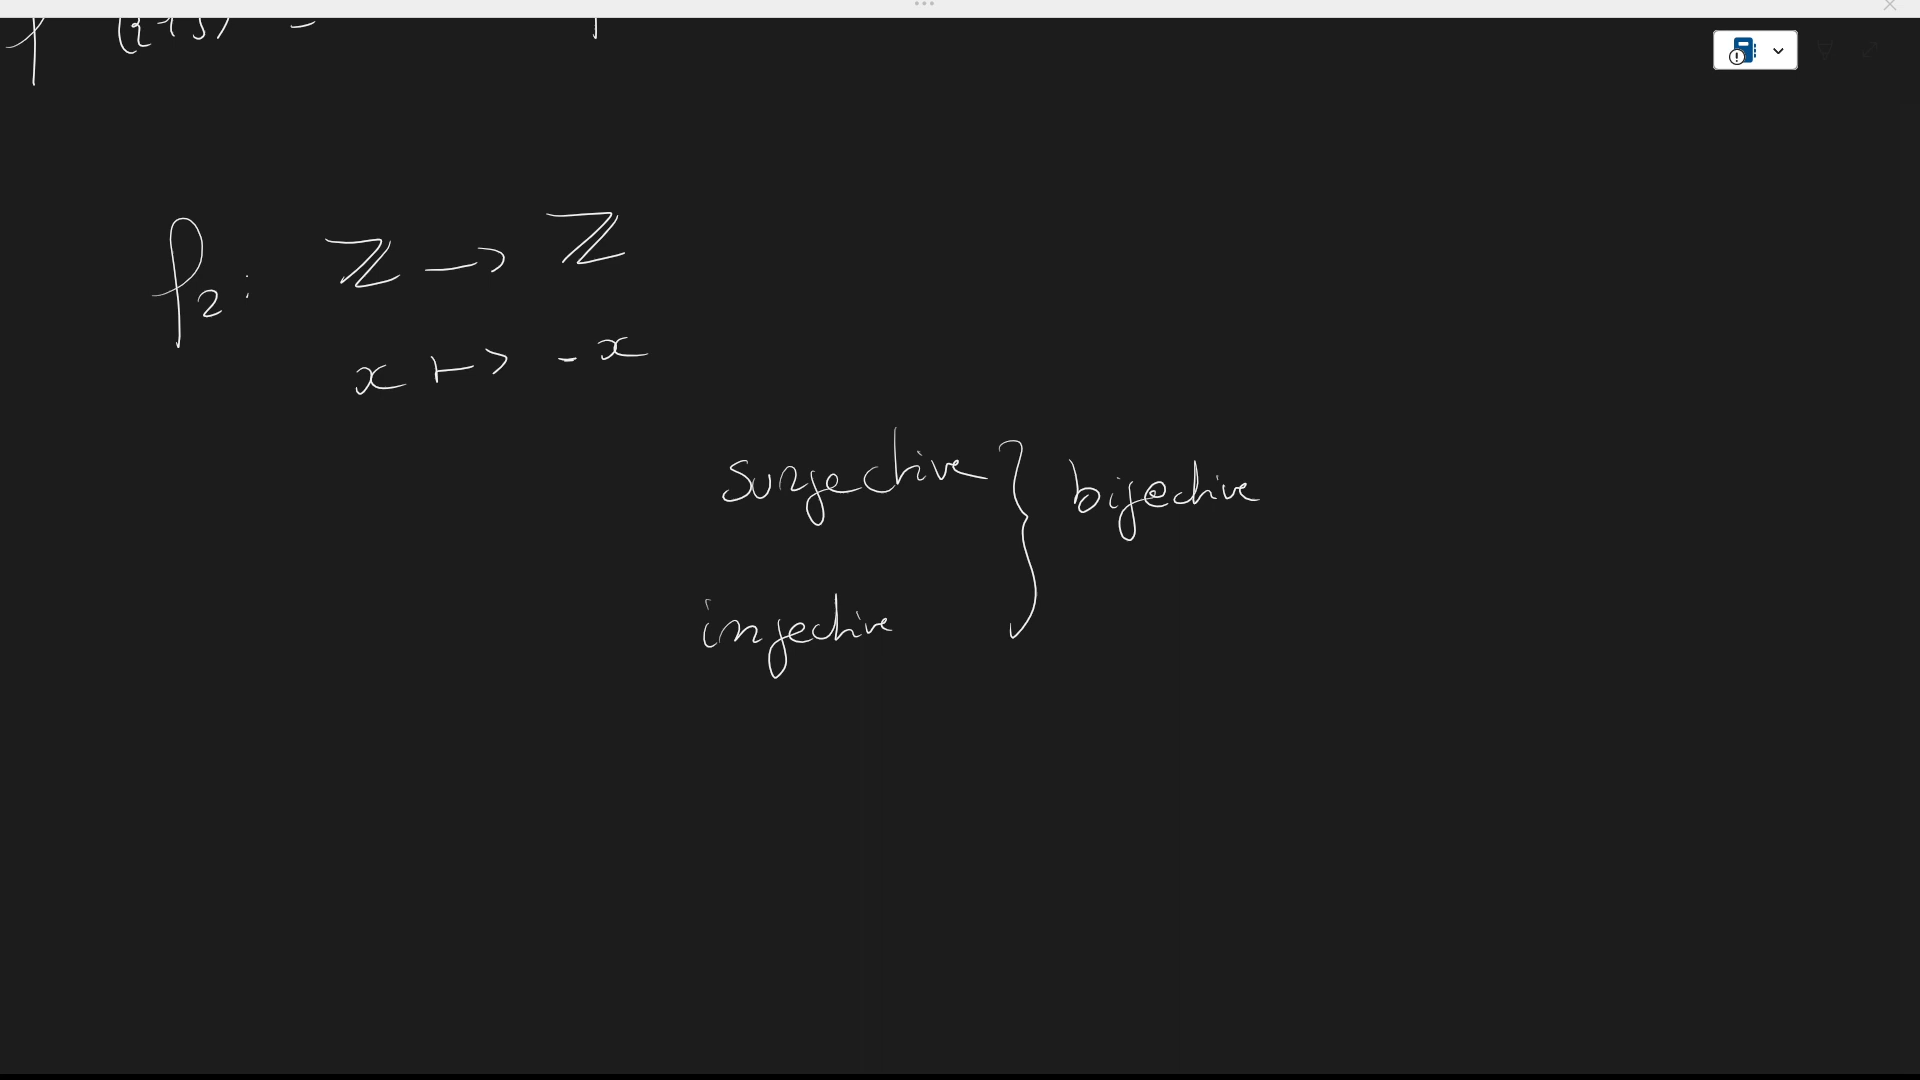 f₂: ℤ → ℤ
x ↦ -x
surjective } bijective
injective